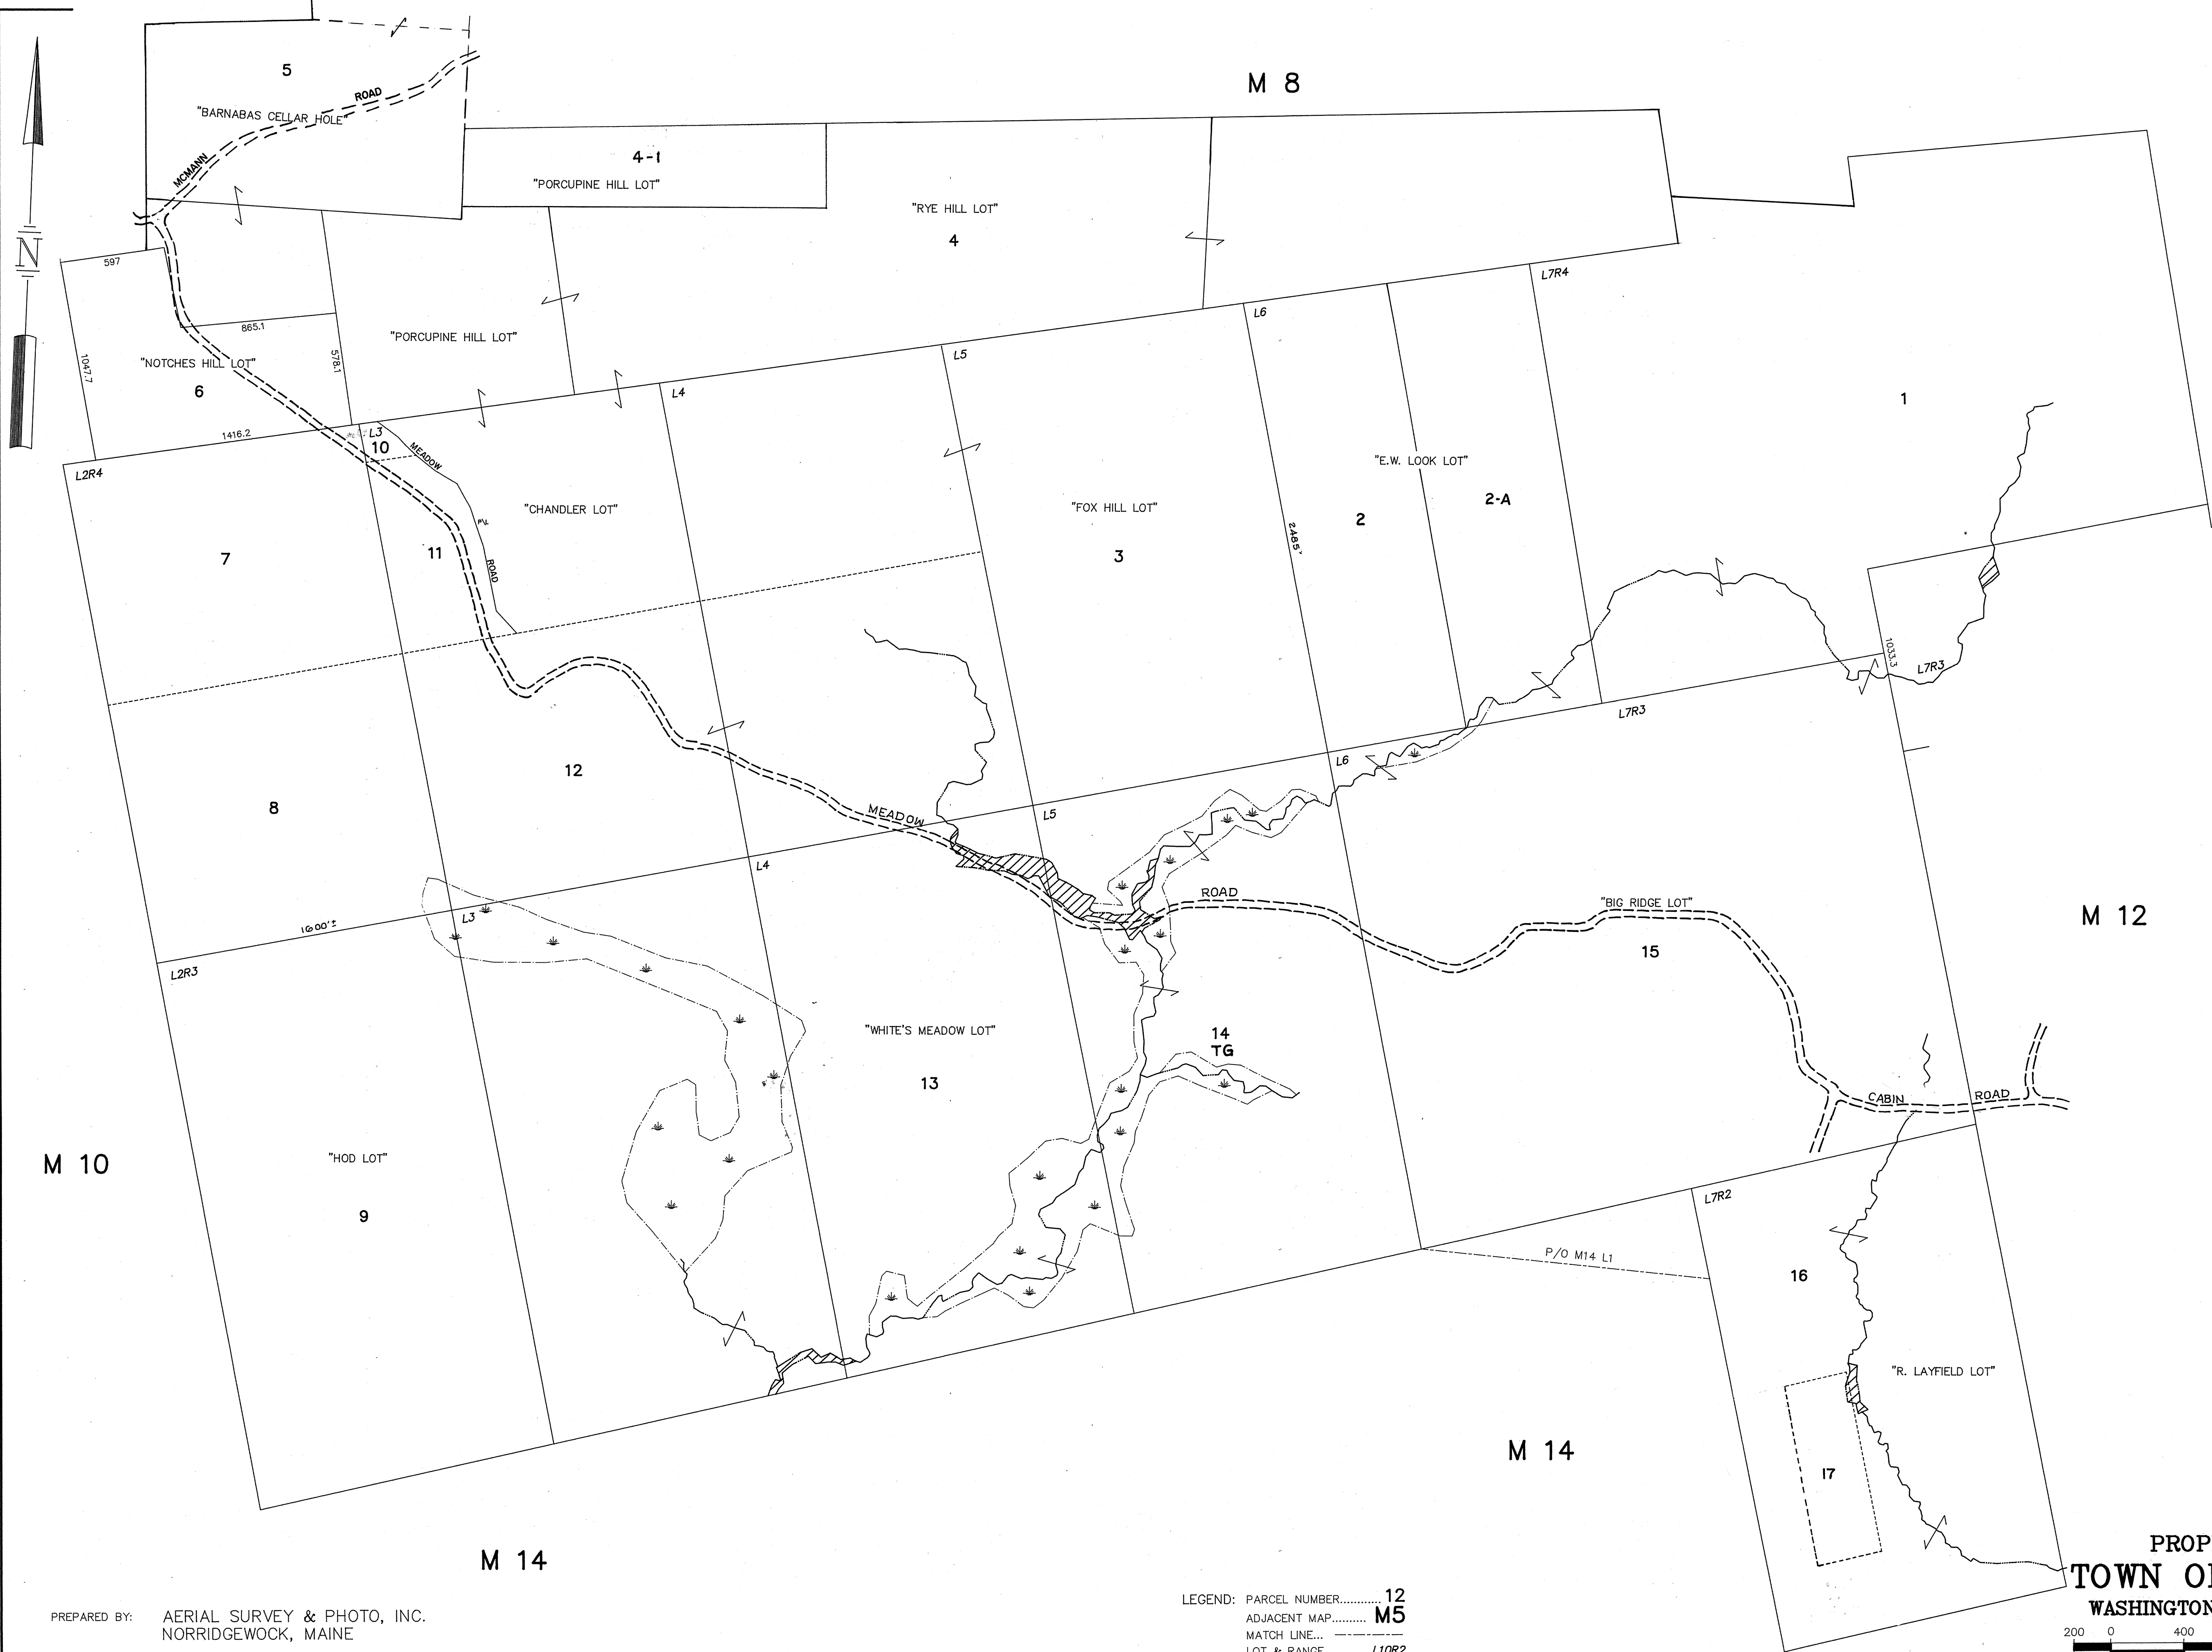 M 8
5
ROAD
"BARNABAS CELLAR HOLE"
MCMANN
4-1
"PORCUPINE HILL LOT"
"RYE HILL LOT"
4
N
597
865.1
578.1
1047.7
"NOTCHES HILL LOT"
6
"PORCUPINE HILL LOT"
1416.2
L7R4
L6
L5
L4
L3
10
MEADOW
L2R4
1
"E.W. LOOK LOT"
2-A
2
"CHANDLER LOT"
"FOX HILL LOT"
3
2485'
7
11
ROAD
1033.3
L7R3
L7R3
L6
12
8
MEADOW
L5
L4
L3
1600'±
L2R3
ROAD
"BIG RIDGE LOT"
15
M 12
"WHITE'S MEADOW LOT"
13
14
TG
CABIN
ROAD
M 10
"HOD LOT"
9
L7R2
P/O M14 L1
16
"R. LAYFIELD LOT"
M 14
17
M 14
PROP
TOWN O
WASHINGTON
200 0 400
PREPARED BY: AERIAL SURVEY & PHOTO, INC.
NORRIDGEWOCK, MAINE
LEGEND: PARCEL NUMBER............ 12
ADJACENT MAP.......... M5
MATCH LINE...
LOT & RANGE L10R2